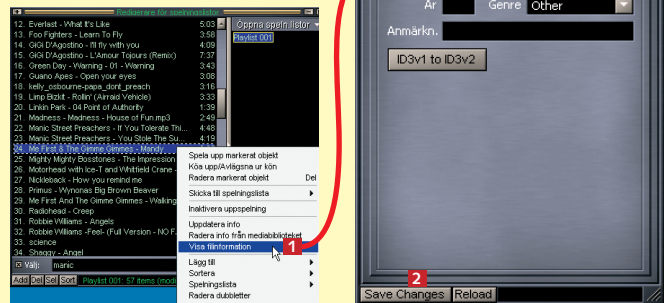 Redigerare för spelningslistor
12. Everlast - What It's Like 5:03
13. Foo Fighters - Learn To Fly 3:58
14. GiGi D'Agostino - I'll fly with you 4:09
15. GiGi D'Agostino - L'Amour Tojours (Remix) 7:37
16. Green Day - Warning - 01 - Warning 3:43
17. Guano Apes - Open your eyes 3:08
18. kelly_osbourne-papa_dont_preach 3:16
19. Limp Bizkit - Rollin' (Airraid Vehicle) 3:33
20. Linkin Park - 04 Point of Authority 1:39
21. Madness - Madness - House of Fun.mp3 2:49
22. Manic Street Preachers - If You Tolerate Thi... 4:48
23. Manic Street Preachers - You Stole The Su... 4:19
24. Me First & The Gimme Gimmes - Mandy
25. Mighty Mighty Bosstones - The Impression
26. Motorhead with Ice-T and Whitfield Crane -
27. Nickleback - How you remind me
28. Primus - Wynonas Big Brown Beaver
29. Me First And The Gimme Gimmes - Walking
30. Radiohead - Creep
31. Robbie Williams - Angels
32. Robbie Williams -Feel- (Full Version - NO F.
33. science
34. Shaggy - Angel
Välj: manic
Add Del Sel Sort Playlist 001: 57 items (modi
Öppna speln.listor
Playlist 001
Spela upp markerat objekt
Köa upp/Avlägsna ur kön
Radera markerat objekt Del
Skicka till spelningslista
Inaktivera uppspelning
Uppdatera info
Radera info från mediabiblioteket
Visa filinformation
1
Lägg till
Sortera
Spelningslista
Radera dubbletter
År Genre Other
Anmärkn.
ID3v1 to ID3v2
2
Save Changes Reload